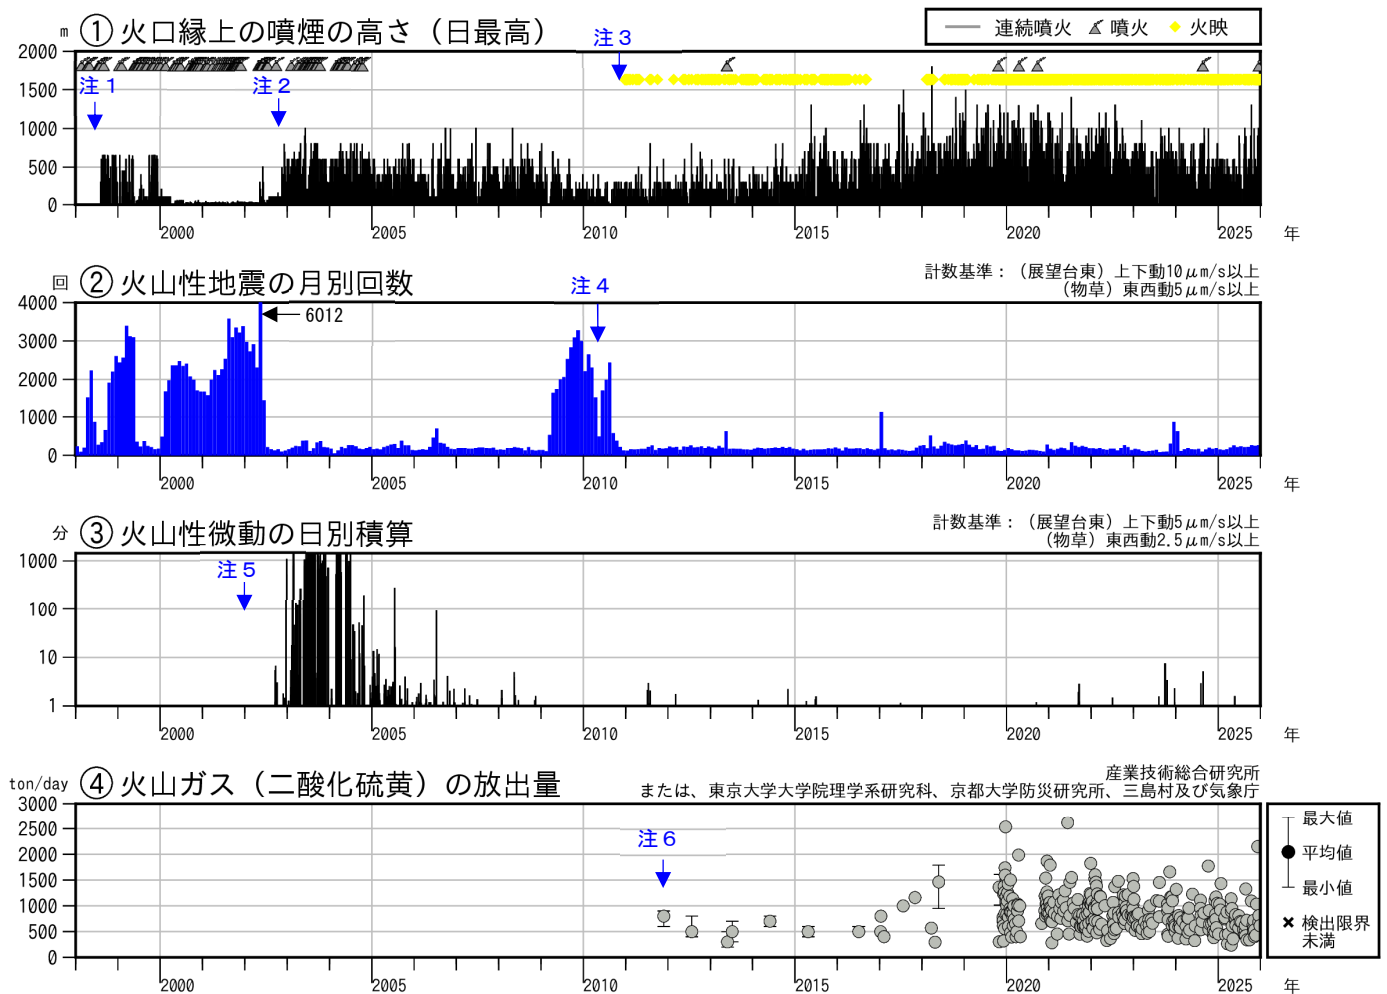 m ①火口縁上の噴煙の高さ（日最高）
連続噴火 噴火 火映
注１ 注２ 注３
2000
1500
1000
500
0
2000 2005 2010 2015 2020 2025 年
回 ②火山性地震の月別回数
計数基準：（展望台東）上下動10μm/s以上
（物草）東西動5μm/s以上
注４
6012
4000
3000
2000
1000
0
2000 2005 2010 2015 2020 2025 年
分 ③火山性微動の日別積算
計数基準：（展望台東）上下動5μm/s以上
（物草）東西動2.5μm/s以上
注５
1000
100
10
1
2000 2005 2010 2015 2020 2025 年
ton/day ④火山ガス（二酸化硫黄）の放出量
産業技術総合研究所
または、東京大学大学院理学系研究科、京都大学防災研究所、三島村及び気象庁
注６
3000
2500
2000
1500
1000
500
0
2000 2005 2010 2015 2020 2025 年
最大値
平均値
最小値
検出限界
未満